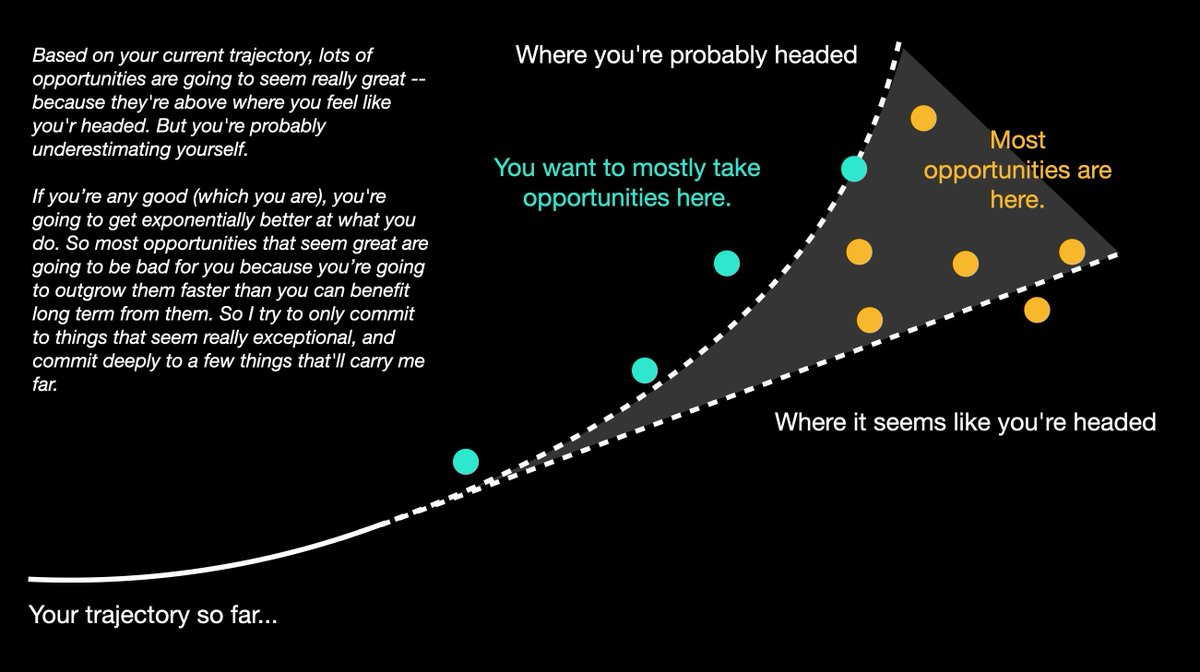 Based on your current trajectory, lots of
opportunities are going to seem really great --
because they're above where you feel like
you'r headed. But you're probably
underestimating yourself.
If you’re any good (which you are), you're
going to get exponentially better at what you
do. So most opportunities that seem great are
going to be bad for you because you’re going
to outgrow them faster than you can benefit
long term from them. So I try to only commit
to things that seem really exceptional, and
commit deeply to a few things that'll carry me
far.
Where you're probably headed
You want to mostly take
opportunities here.
Most
opportunities are
here.
Where it seems like you're headed
Your trajectory so far...